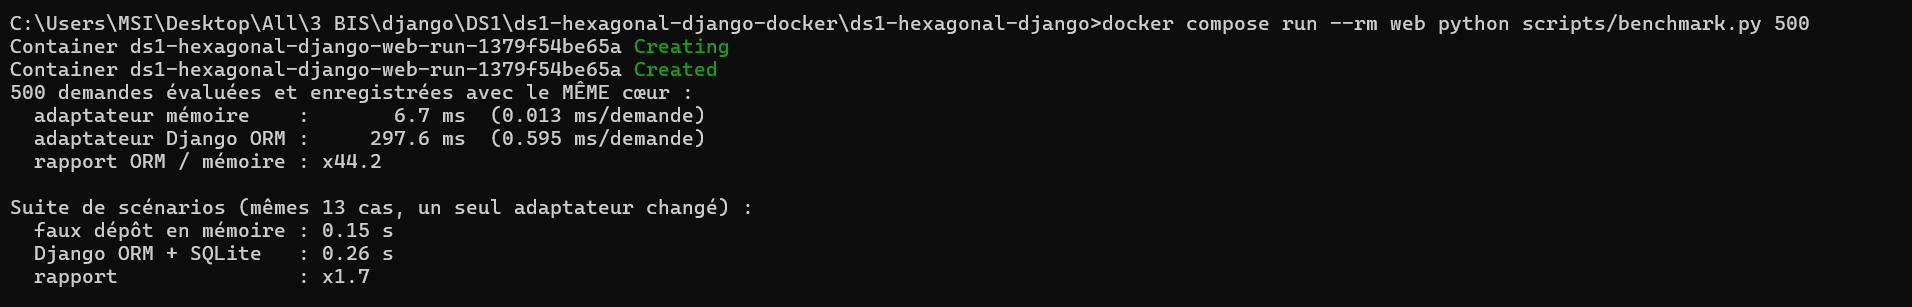 C:\Users\MSI\Desktop\All\3 BIS\django\DS1\ds1-hexagonal-django-docker\ds1-hexagonal-django>docker compose run --rm web python scripts/benchmark.py 500
Container ds1-hexagonal-django-web-run-1379f54be65a Creating
Container ds1-hexagonal-django-web-run-1379f54be65a Created
500 demandes évaluées et enregistrées avec le MÊME cœur :
  adaptateur mémoire    :       6.7 ms  (0.013 ms/demande)
  adaptateur Django ORM :     297.6 ms  (0.595 ms/demande)
  rapport ORM / mémoire : x44.2

Suite de scénarios (mêmes 13 cas, un seul adaptateur changé) :
  faux dépôt en mémoire : 0.15 s
  Django ORM + SQLite   : 0.26 s
  rapport               : x1.7